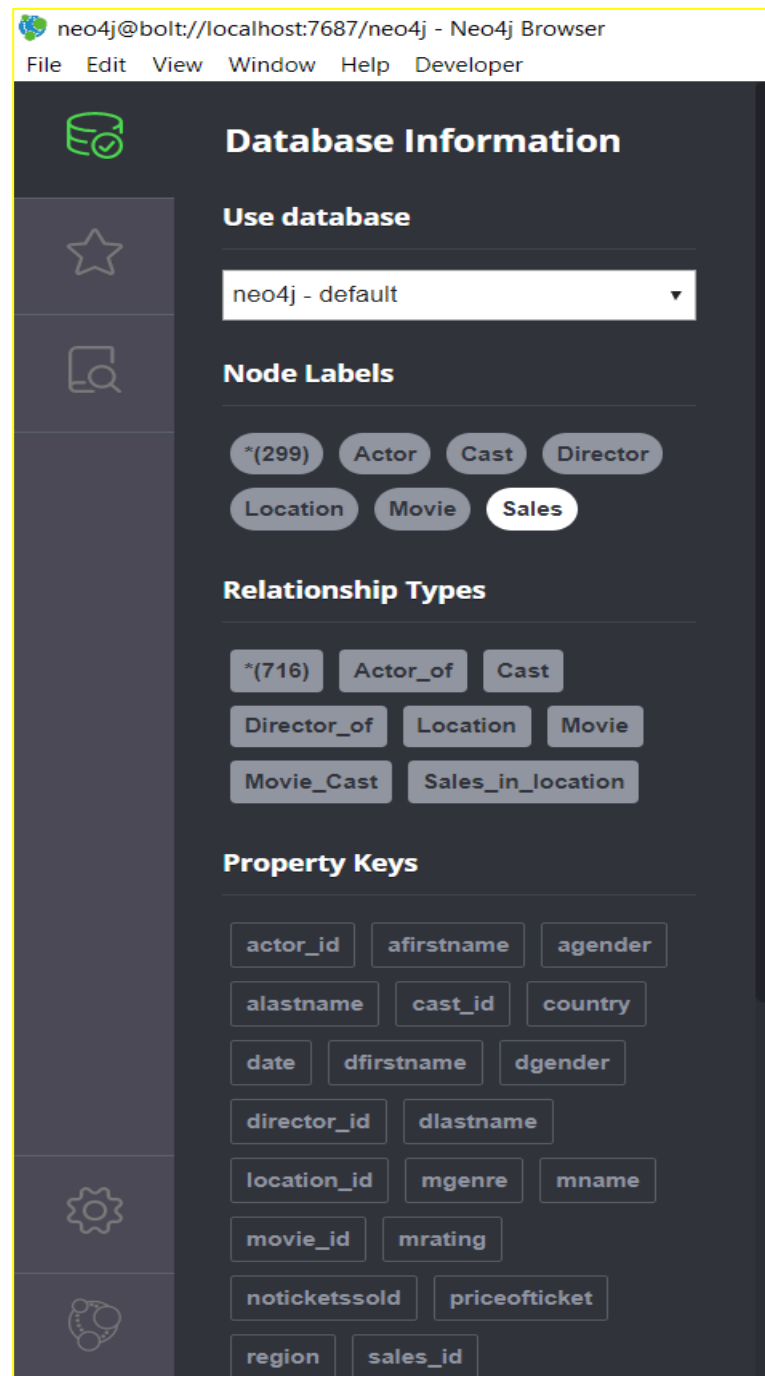 neo4j@bolt://localhost:7687/neo4j - Neo4j Browser
File Edit View Window Help Developer
Database Information
Use database
neo4j - default
Node Labels
*(299) Actor Cast Director
Location Movie Sales
Relationship Types
*(716) Actor_of Cast
Director_of Location Movie
Movie_Cast Sales_in_location
Property Keys
actor_id afirstname agender
alastname cast_id country
date dfirstname dgender
director_id dlastname
location_id mgenre mname
movie_id mrating
noticketssold priceofticket
region sales_id